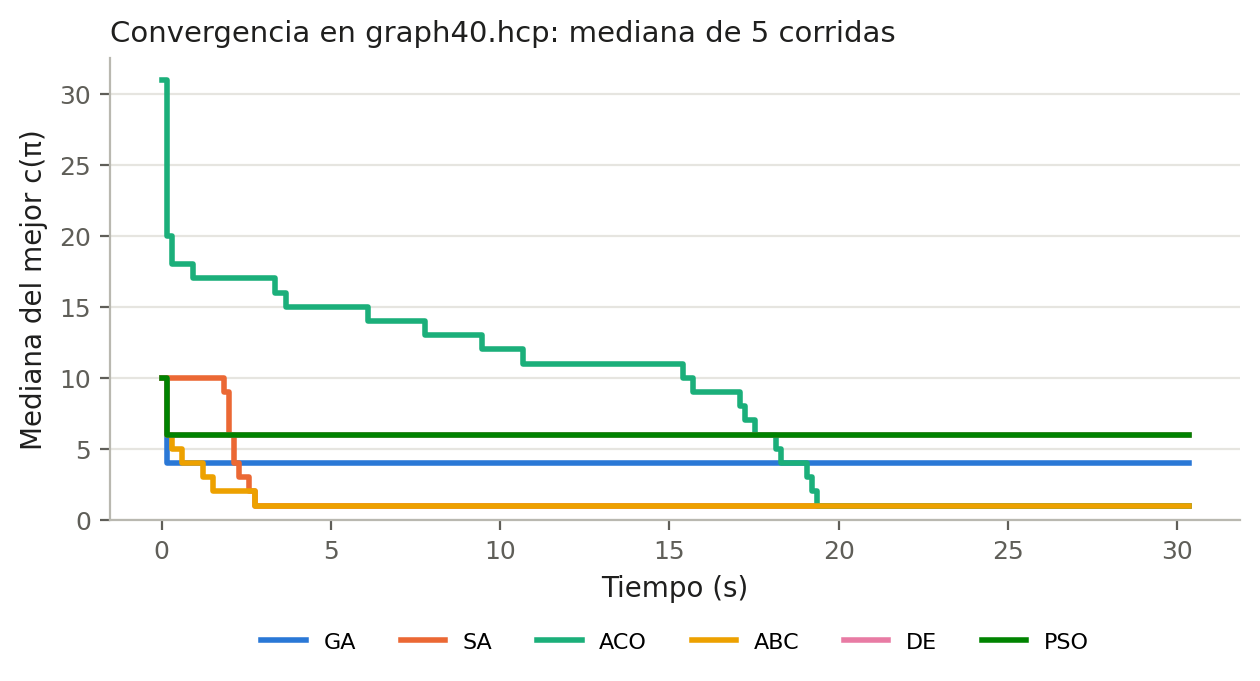 Convergencia en graph40.hcp: mediana de 5 corridas
Mediana del mejor c(π)
30
25
20
15
10
5
0
0 5 10 15 20 25 30
Tiempo (s)
GA SA ACO ABC DE PSO